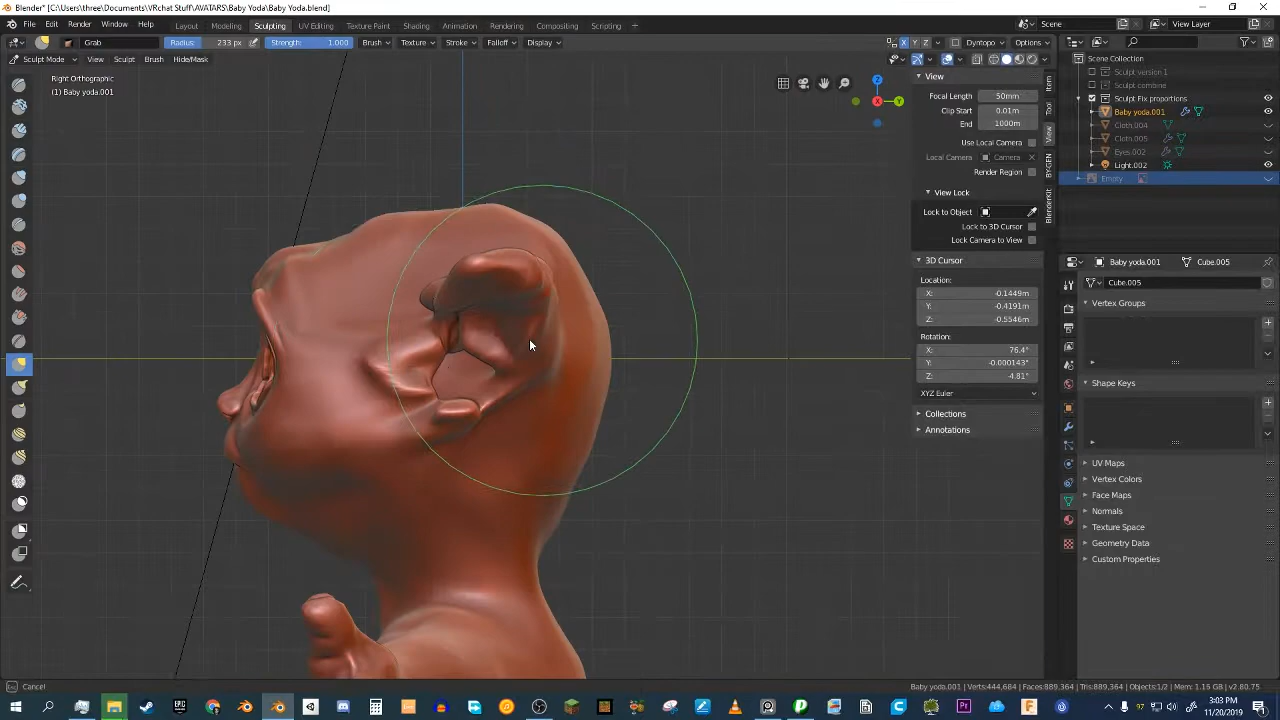 Blender* [C:\Users\three\Documents\VRchat Stuff\AVATARS\Baby Yoda\Baby Yoda.blend]
File Edit Render Window Help Layout Modeling Sculpting UV Editing Texture Paint Shading Animation Rendering Compositing Scripting + Scene View Layer
Grab Radius: 233 px Strength: 1.000 Brush Texture Stroke Falloff Display X Y Z Dyntopo Options
Sculpt Mode View Sculpt Brush Hide/Mask
Scene Collection
Sculpt version 1
Sculpt combine
Sculpt Fix proportions
Baby yoda.001
Cloth.004
Cloth.005
Eyes.002
Light.002
Empty
Right Orthographic
(1) Baby yoda.001
Z
X
Y
View
Focal Length 50mm
Clip Start 0.01m
End 1000m
Use Local Camera
Local Camera Camera
Render Region
View Lock
Lock to Object
Lock to 3D Cursor
Lock Camera to View
3D Cursor
Location:
X: -0.1449m
Y: -0.4191m
Z: -0.5546m
Rotation:
X: 76.4°
Y: -0.000143°
Z: -4.81°
XYZ Euler
Collections
Annotations
Item
Tool
View
BY-GEN
BlenderKit
Baby yoda.001 Cube.005
Cube.005
Vertex Groups
Shape Keys
UV Maps
Vertex Colors
Face Maps
Normals
Texture Space
Geometry Data
Custom Properties
Cancel
Baby yoda.001 | Verts:444,684 | Faces:889,364 | Tris:889,364 | Objects:1/2 | Mem: 1.15 GB | v2.80.75
97
3:03 PM
11/20/2019